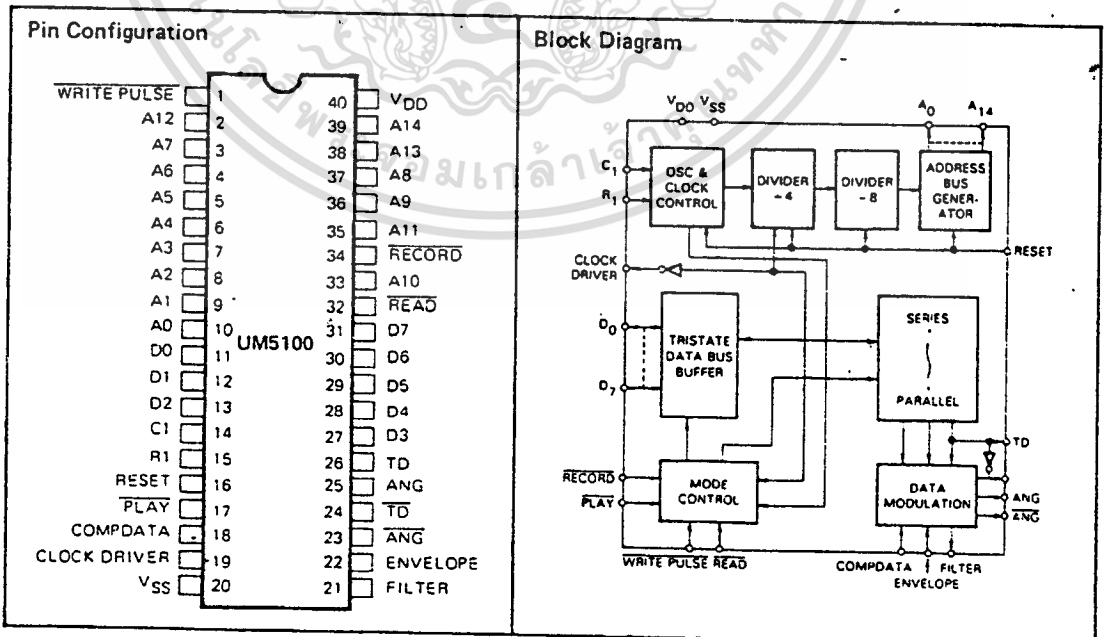 Pin Configuration
WRITE PULSE 1
A12 2
A7 3
A6 4
A5 5
A4 6
A3 7
A2 8
A1 9
A0 10
D0 11
D1 12
D2 13
C1 14
R1 15
RESET 16
PLAY 17
COMPDATA 18
CLOCK DRIVER 19
VSS 20
UM5100
40 VDD
39 A14
38 A13
37 A8
36 A9
35 A11
34 RECORD
33 A10
32 READ
31 D7
30 D6
29 D5
28 D4
27 D3
26 TD
25 ANG
24 TD
23 ANG
22 ENVELOPE
21 FILTER
Block Diagram
VDD VSS
A0 A14
C1
R1
OSC &
CLOCK
CONTROL
DIVIDER
-4
DIVIDER
-8
ADDRESS
BUS
GENER-
ATOR
RESET
CLOCK
DRIVER
D0
D7
TRISTATE
DATA BUS
BUFFER
SERIES
PARALLEL
TD
RECORD
PLAY
MODE
CONTROL
DATA
MODULATION
ANG
ANG
WRITE PULSE READ
COMPDATA FILTER
ENVELOPE